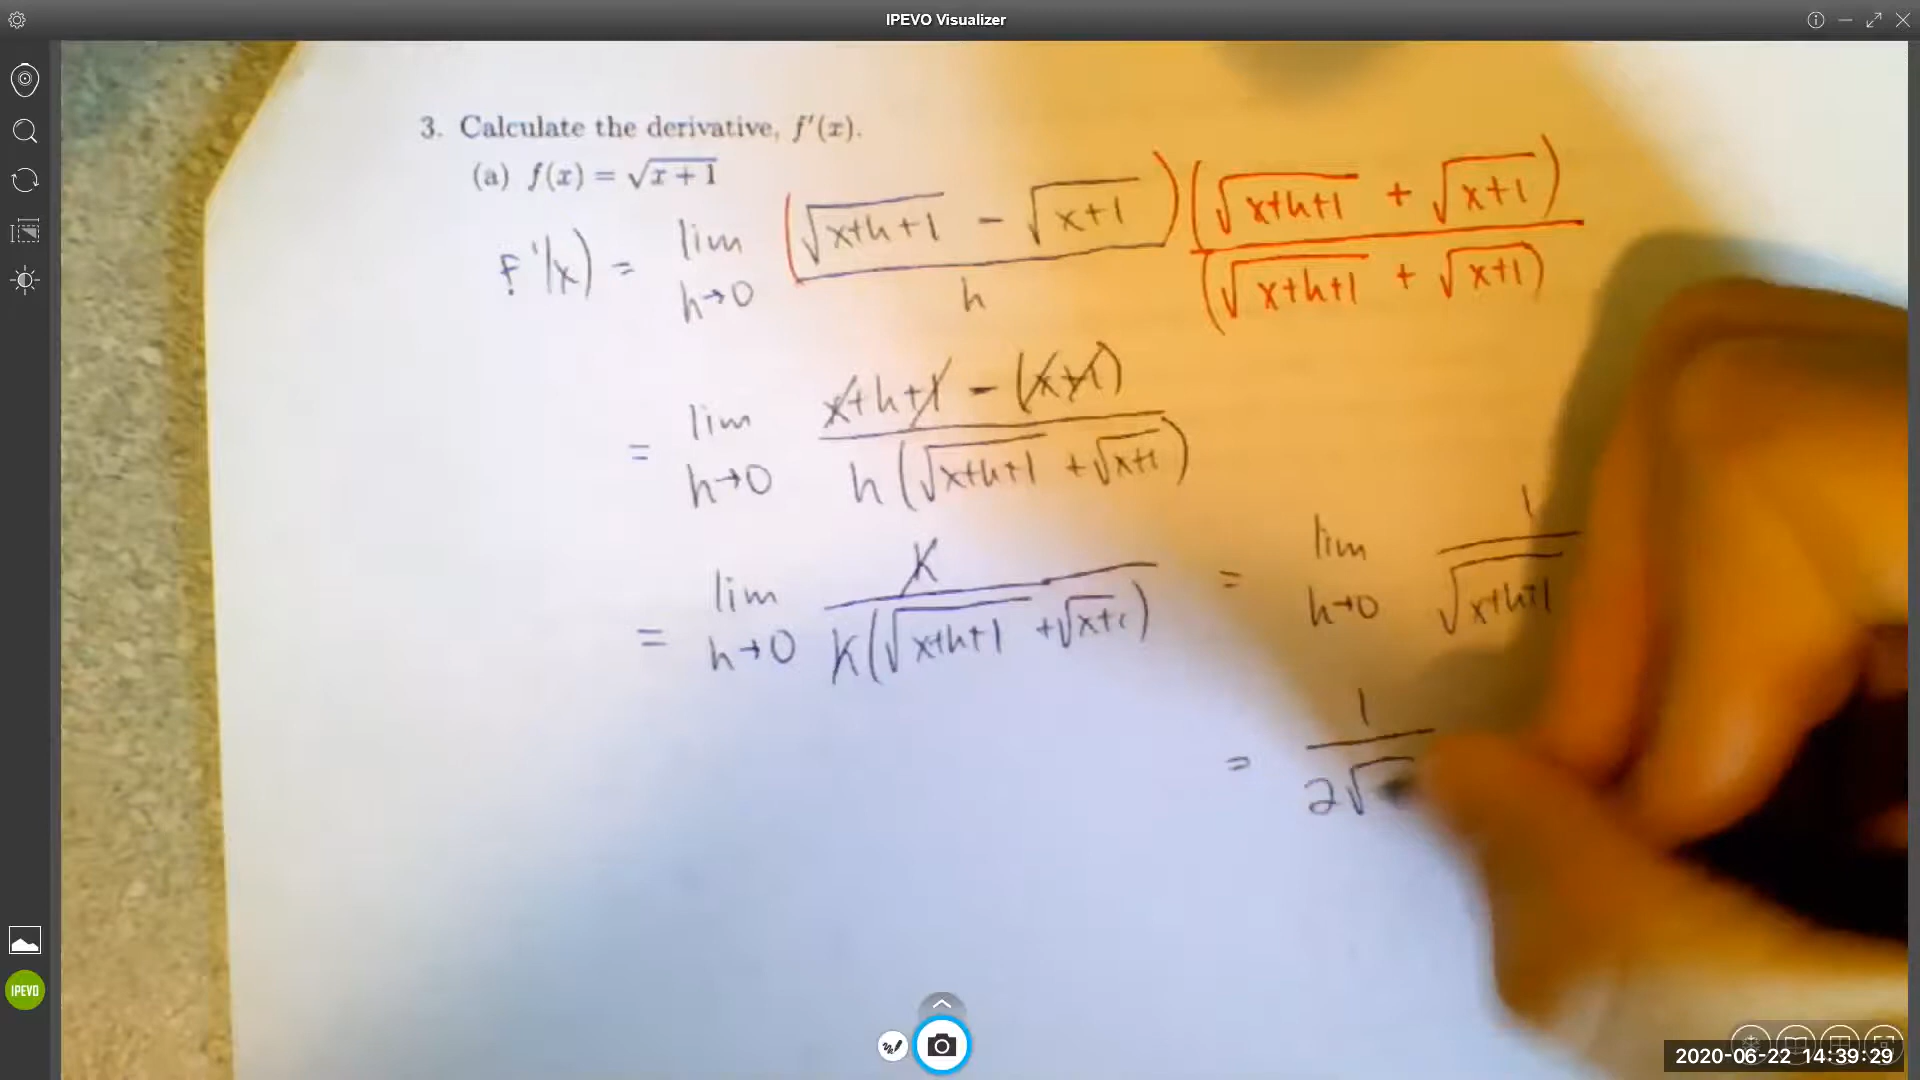 IPEVO Visualizer
3. Calculate the derivative, f'(x).
(a) f(x) = √(x+1)
f'(x) = lim h→0 (√(x+h+1) - √(x+1)) / h (√(x+h+1) + √(x+1)) / (√(x+h+1) + √(x+1))
= lim h→0 x+h+1 - (x+1) / h(√(x+h+1) + √(x+1))
= lim h→0 h / h(√(x+h+1) + √(x+1)) = lim h→0 1 / √(x+h+1)
= 1 / 2√
IPEVO
2020-06-22 14:39:29